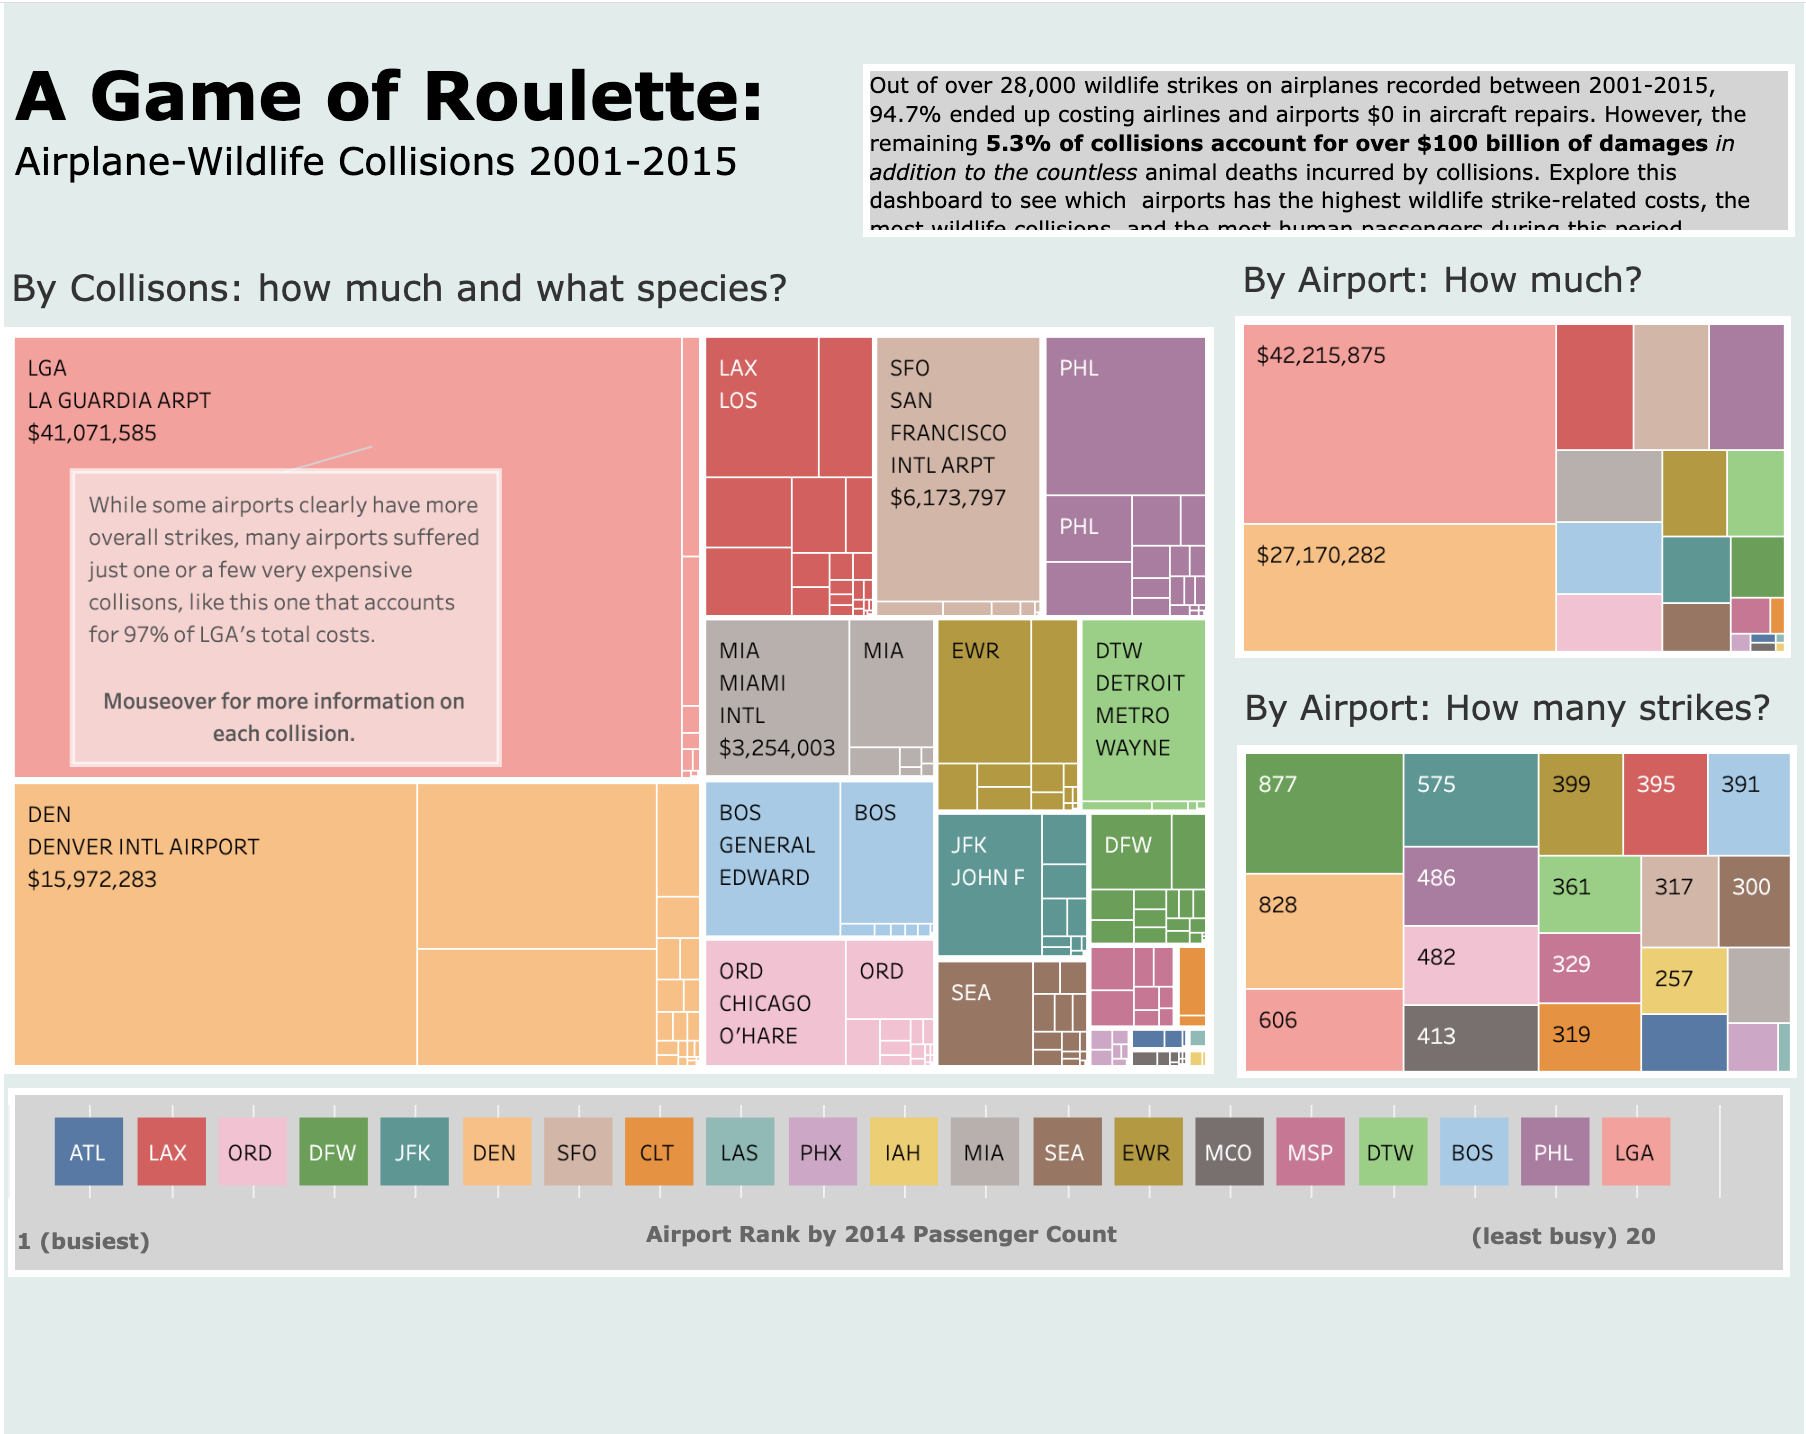 A Game of Roulette:
Airplane-Wildlife Collisions 2001-2015
Out of over 28,000 wildlife strikes on airplanes recorded between 2001-2015,
94.7% ended up costing airlines and airports $0 in aircraft repairs. However, the
remaining 5.3% of collisions account for over $100 billion of damages in
addition to the countless animal deaths incurred by collisions. Explore this
dashboard to see which airports has the highest wildlife strike-related costs, the
most wildlife collisions, and the most human passengers during this period
By Collisons: how much and what species?
LGA
LA GUARDIA ARPT
$41,071,585
While some airports clearly have more
overall strikes, many airports suffered
just one or a few very expensive
collisons, like this one that accounts
for 97% of LGA's total costs.
Mouseover for more information on
each collision.
DEN
DENVER INTL AIRPORT
$15,972,283
LAX
LOS
SFO
SAN
FRANCISCO
INTL ARPT
$6,173,797
PHL
PHL
MIA
MIAMI
INTL
$3,254,003
MIA
EWR
DTW
DETROIT
METRO
WAYNE
BOS
GENERAL
EDWARD
BOS
JFK
JOHN F
DFW
ORD
CHICAGO
O'HARE
ORD
SEA
By Airport: How much?
$42,215,875
$27,170,282
By Airport: How many strikes?
877
828
606
575
486
482
413
399
395
391
361
317
300
329
257
319
ATL LAX ORD DFW JFK DEN SFO CLT LAS PHX IAH MIA SEA EWR MCO MSP DTW BOS PHL LGA
1 (busiest)
Airport Rank by 2014 Passenger Count
(least busy) 20